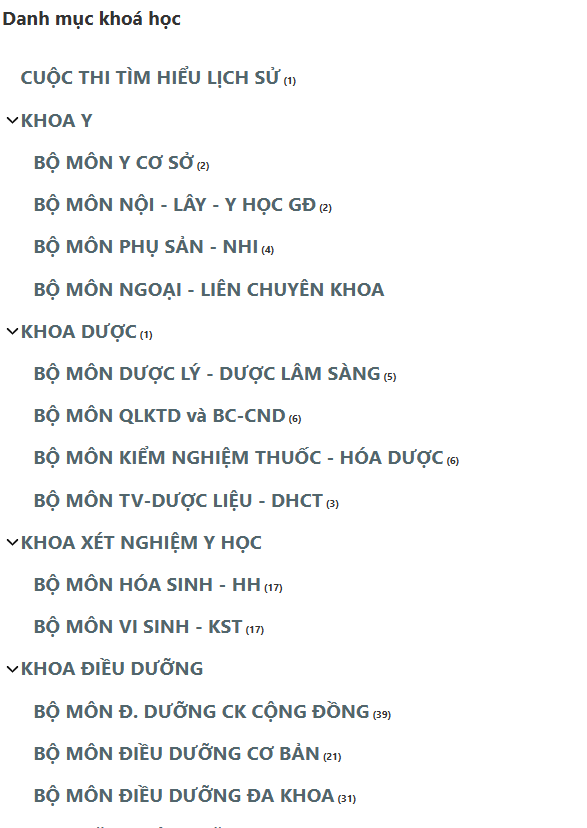 Danh mục khoá học
CUỘC THI TÌM HIỂU LỊCH SỬ (1)
KHOA Y
BỘ MÔN Y CƠ SỞ (2)
BỘ MÔN NỘI - LÂY - Y HỌC GĐ (2)
BỘ MÔN PHỤ SẢN - NHI (4)
BỘ MÔN NGOẠI - LIÊN CHUYÊN KHOA
KHOA DƯỢC (1)
BỘ MÔN DƯỢC LÝ - DƯỢC LÂM SÀNG (5)
BỘ MÔN QLKTD và BC-CND (6)
BỘ MÔN KIỂM NGHIỆM THUỐC - HÓA DƯỢC (6)
BỘ MÔN TV-DƯỢC LIỆU - DHCT (3)
KHOA XÉT NGHIỆM Y HỌC
BỘ MÔN HÓA SINH - HH (17)
BỘ MÔN VI SINH - KST (17)
KHOA ĐIỀU DƯỠNG
BỘ MÔN Đ. DƯỠNG CK CỘNG ĐỒNG (39)
BỘ MÔN ĐIỀU DƯỠNG CƠ BẢN (21)
BỘ MÔN ĐIỀU DƯỠNG ĐA KHOA (31)